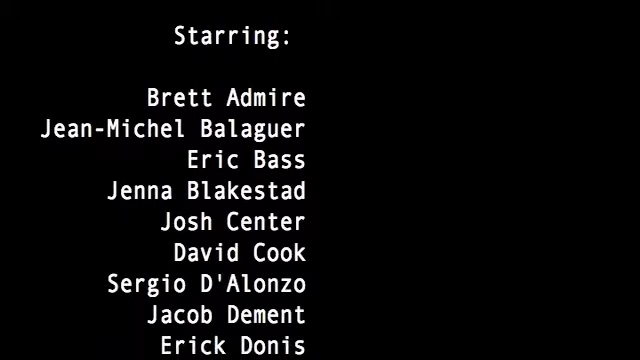 Starring:
Brett Admire
Jean-Michel Balaguer
Eric Bass
Jenna Blakestad
Josh Center
David Cook
Sergio D'Alonzo
Jacob Dement
Erick Donis